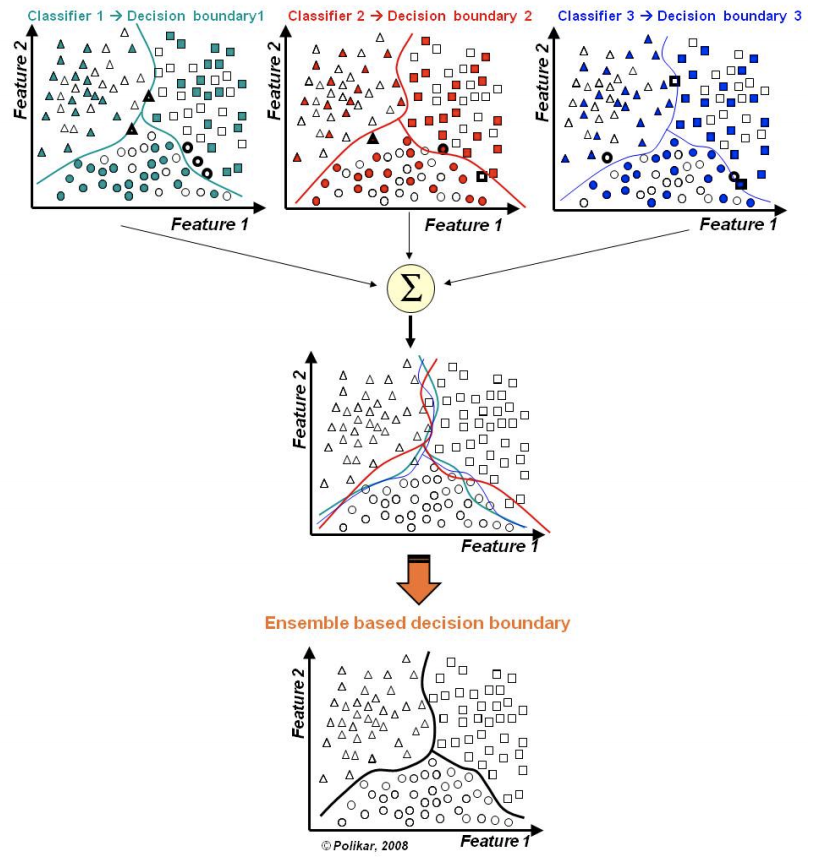 Classifier 1 → Decision boundary1
Classifier 2 → Decision boundary 2
Classifier 3 → Decision boundary 3
Feature 2
Feature 1
Feature 2
Feature 1
Feature 2
Feature 1
Σ
Feature 2
Feature 1
Ensemble based decision boundary
Feature 2
Feature 1
© Polikar, 2008